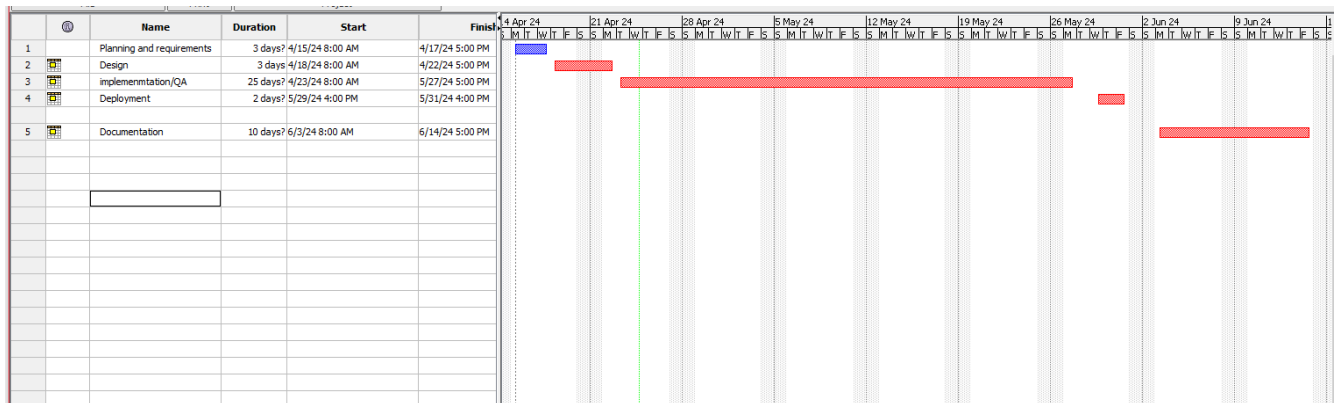 Name Duration Start Finish
14 Apr 24 21 Apr 24 28 Apr 24 5 May 24 12 May 24 19 May 24 26 May 24 2 Jun 24 9 Jun 24
S M T W T F S S M T W T F S S M T W T F S S M T W T F S S M T W T F S S M T W T F S S M T W T F S S M T W T F S S M T W T F S
1 Planning and requirements 3 days? 4/15/24 8:00 AM 4/17/24 5:00 PM
2 Design 3 days 4/18/24 8:00 AM 4/22/24 5:00 PM
3 implemenmtation/QA 25 days? 4/23/24 8:00 AM 5/27/24 5:00 PM
4 Deployment 2 days? 5/29/24 4:00 PM 5/31/24 4:00 PM
5 Documentation 10 days? 6/3/24 8:00 AM 6/14/24 5:00 PM